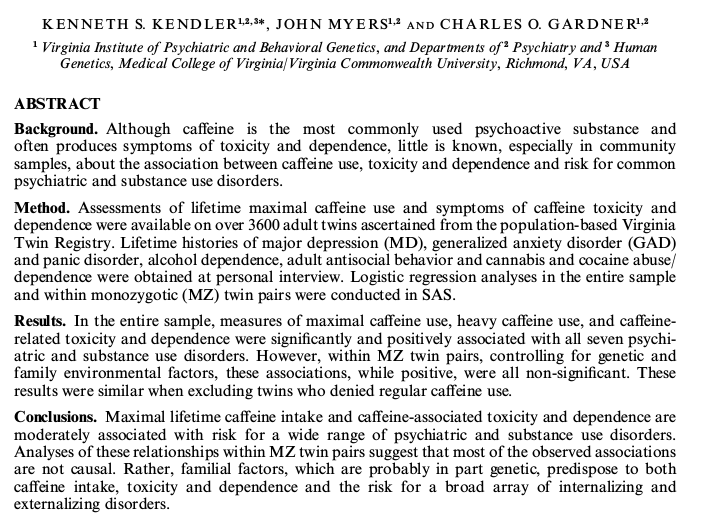 KENNETH S. KENDLER¹,²,³*, JOHN MYERS¹,² AND CHARLES O. GARDNER¹,²
¹ Virginia Institute of Psychiatric and Behavioral Genetics, and Departments of ² Psychiatry and ³ Human
Genetics, Medical College of Virginia/Virginia Commonwealth University, Richmond, VA, USA
ABSTRACT
Background. Although caffeine is the most commonly used psychoactive substance and
often produces symptoms of toxicity and dependence, little is known, especially in community
samples, about the association between caffeine use, toxicity and dependence and risk for common
psychiatric and substance use disorders.
Method. Assessments of lifetime maximal caffeine use and symptoms of caffeine toxicity and
dependence were available on over 3600 adult twins ascertained from the population-based Virginia
Twin Registry. Lifetime histories of major depression (MD), generalized anxiety disorder (GAD)
and panic disorder, alcohol dependence, adult antisocial behavior and cannabis and cocaine abuse/
dependence were obtained at personal interview. Logistic regression analyses in the entire sample
and within monozygotic (MZ) twin pairs were conducted in SAS.
Results. In the entire sample, measures of maximal caffeine use, heavy caffeine use, and caffeine-
related toxicity and dependence were significantly and positively associated with all seven psychi-
atric and substance use disorders. However, within MZ twin pairs, controlling for genetic and
family environmental factors, these associations, while positive, were all non-significant. These
results were similar when excluding twins who denied regular caffeine use.
Conclusions. Maximal lifetime caffeine intake and caffeine-associated toxicity and dependence are
moderately associated with risk for a wide range of psychiatric and substance use disorders.
Analyses of these relationships within MZ twin pairs suggest that most of the observed associations
are not causal. Rather, familial factors, which are probably in part genetic, predispose to both
caffeine intake, toxicity and dependence and the risk for a broad array of internalizing and
externalizing disorders.